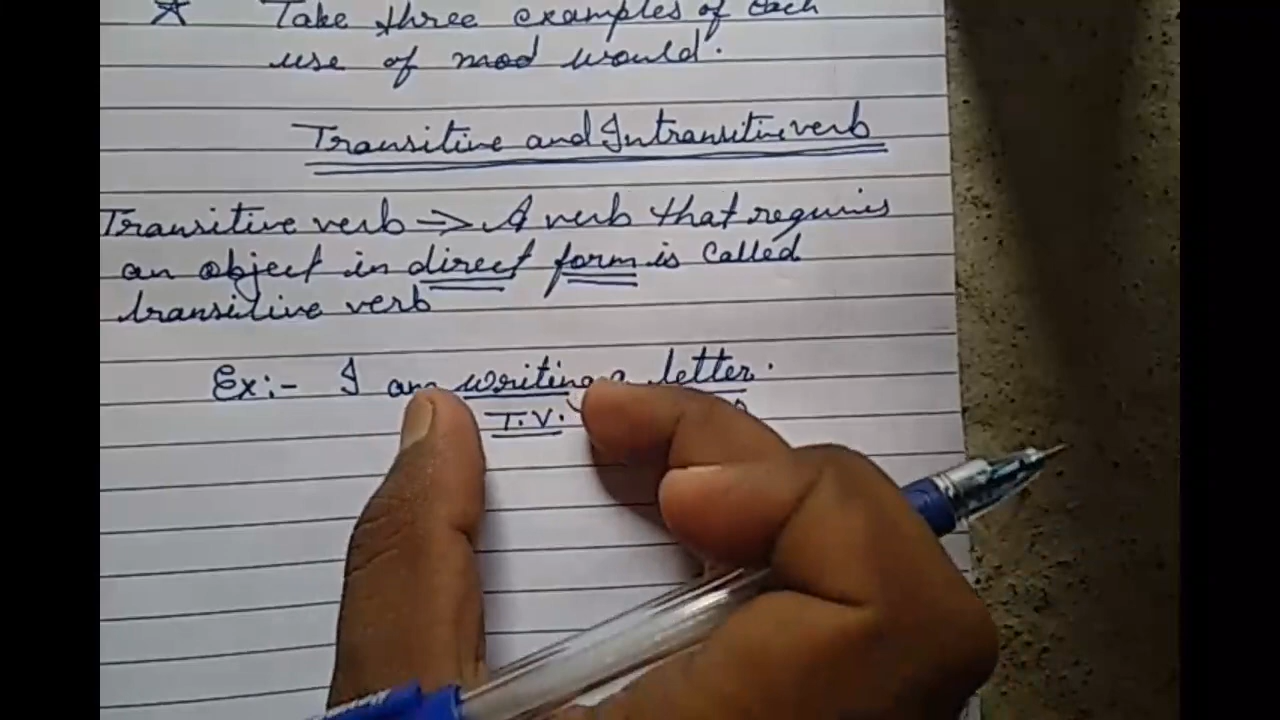 ☆ Take three examples of each
use of mod would.
Transitive and Intransitive verb
Transitive verb => A verb that requires
an object in direct form is called
transitive verb
Ex:- I am writing a letter.
T.V.